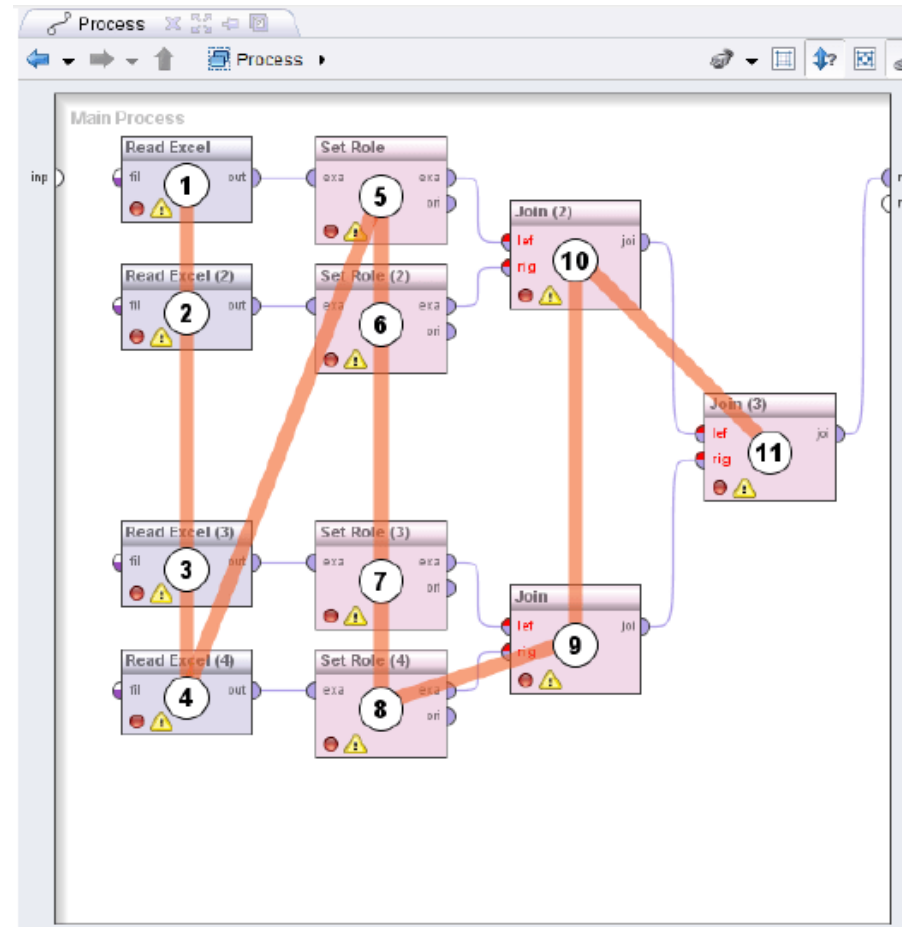 Process
Process
Main Process
inp
Read Excel
fil
out
1
Set Role
exa
exa
ori
5
Join (2)
lef
joi
rig
10
Read Excel (2)
fil
out
2
Set Role (2)
exa
exa
ori
6
Join (3)
lef
joi
rig
11
Read Excel (3)
fil
out
3
Set Role (3)
exa
exa
ori
7
Join
lef
joi
rig
9
Read Excel (4)
fil
out
4
Set Role (4)
exa
exa
ori
8